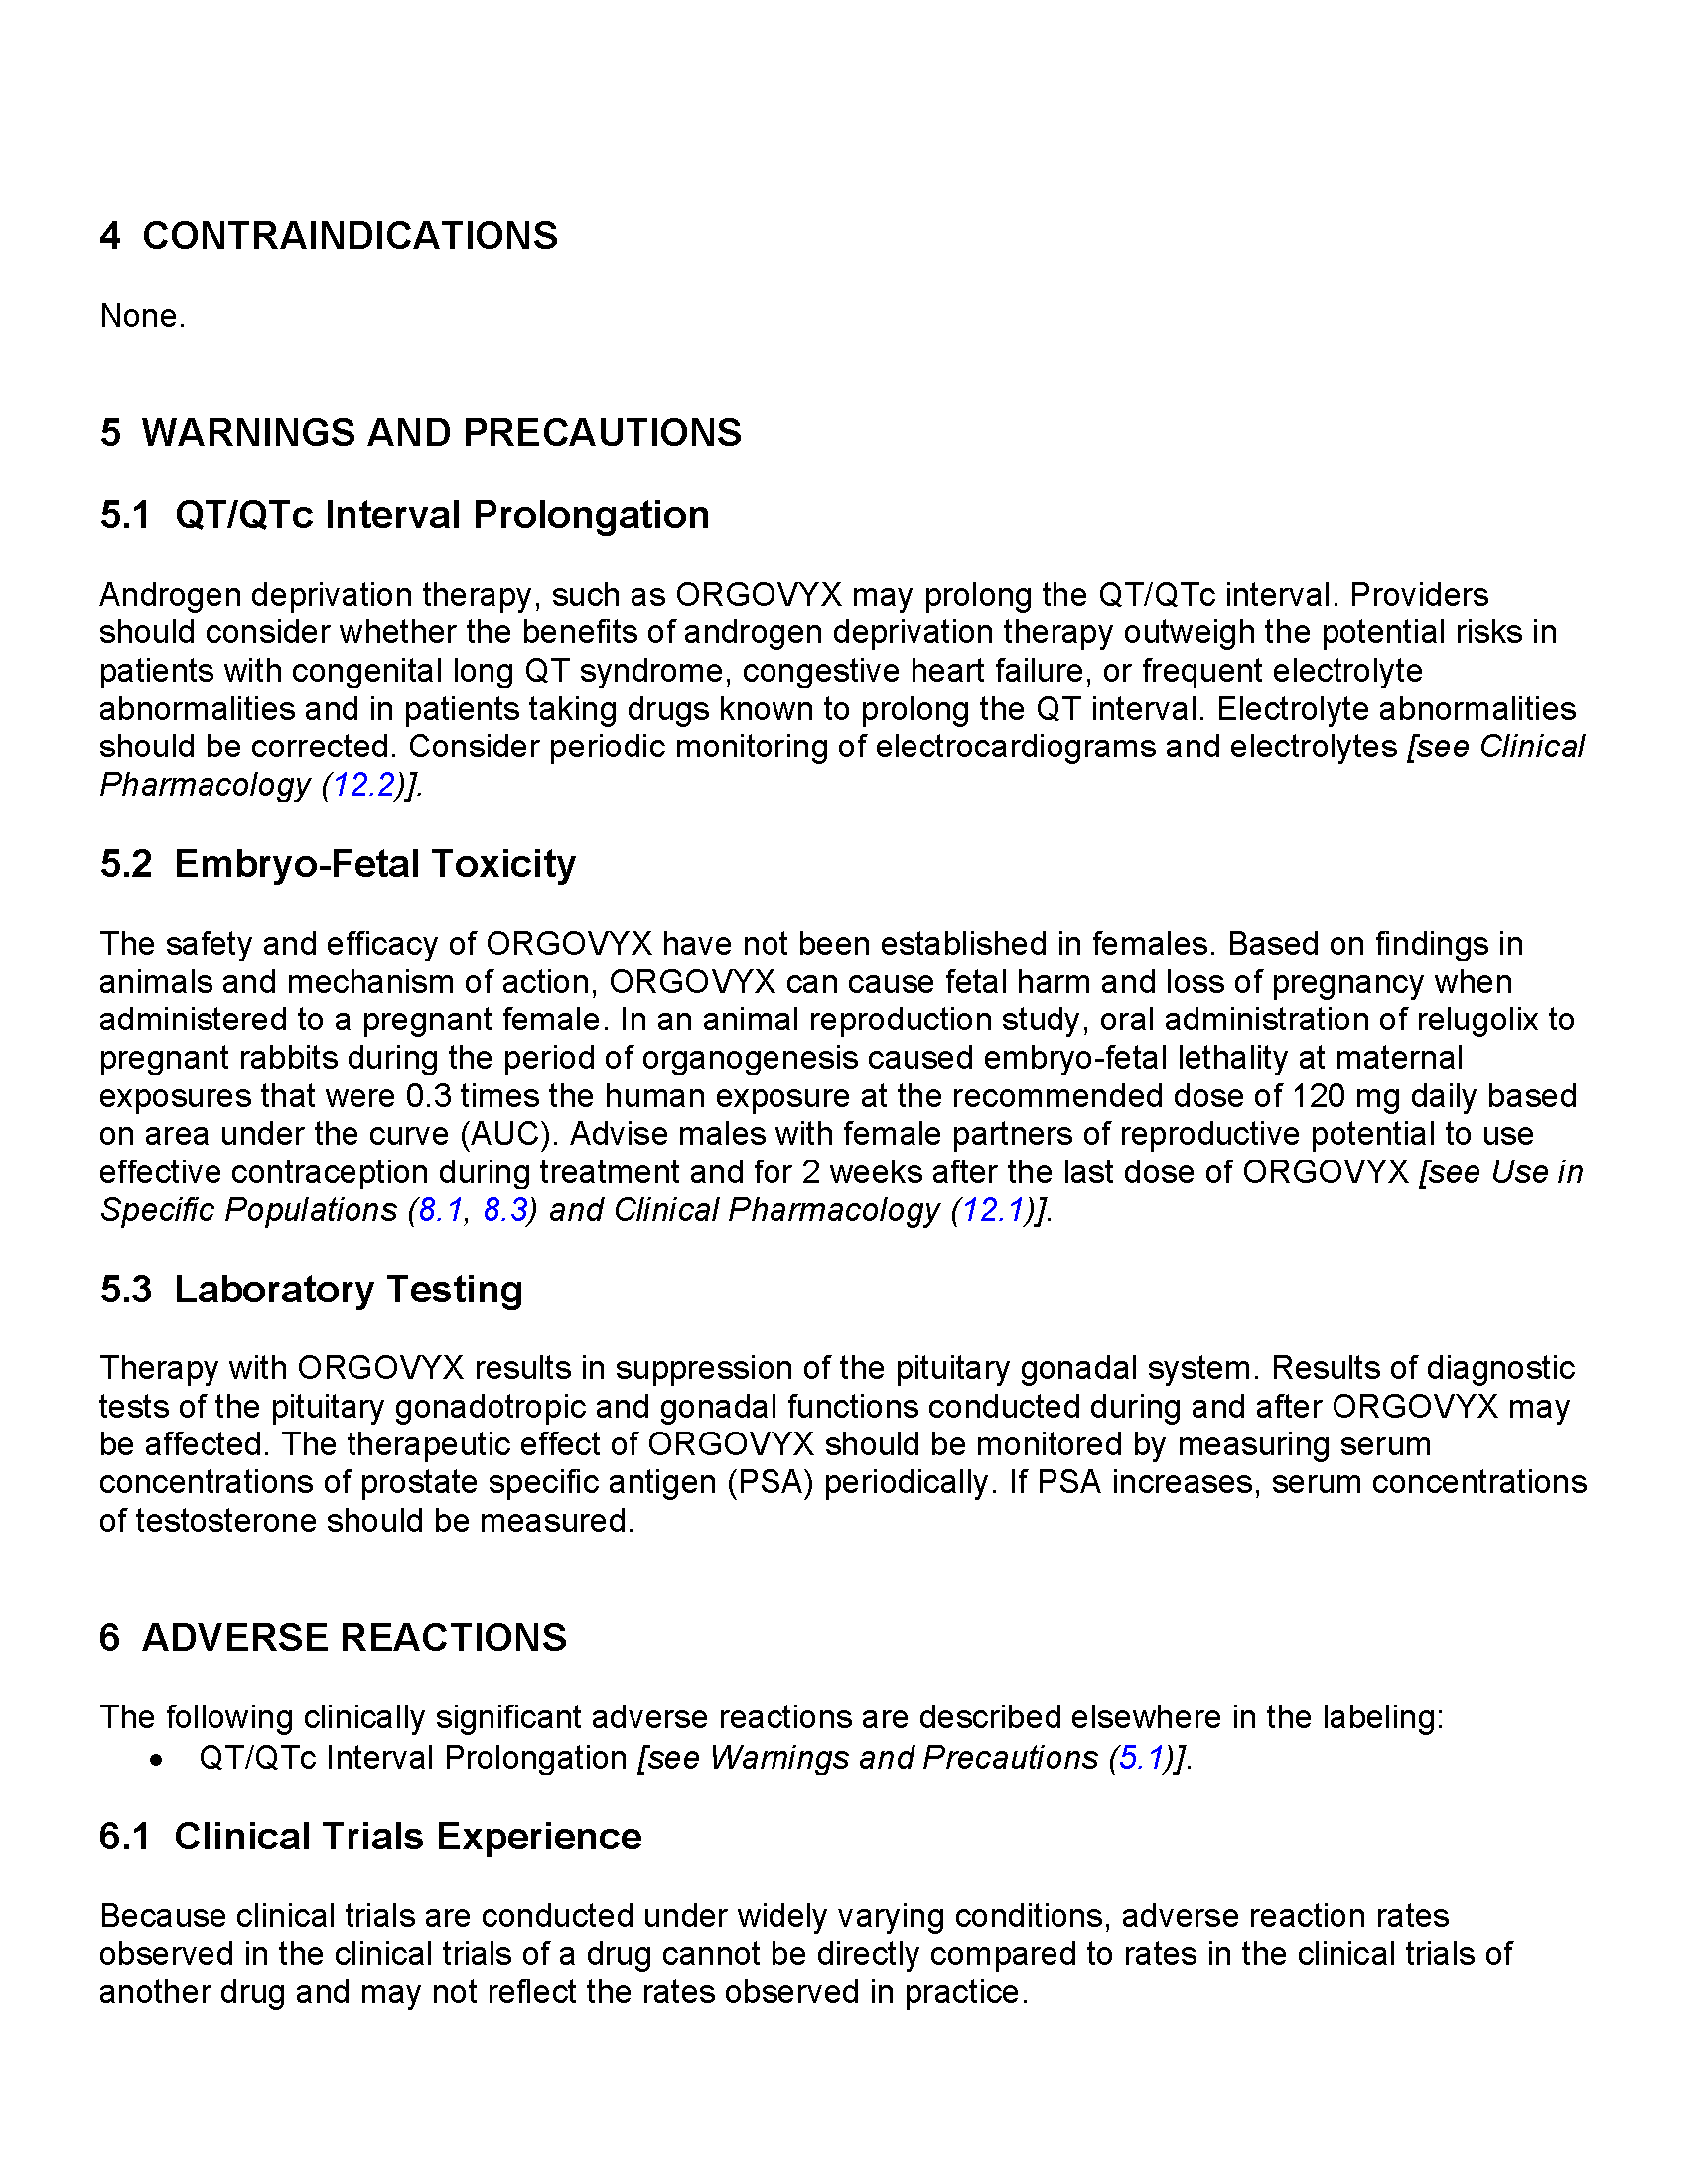 4 CONTRAINDICATIONS
None.
5 WARNINGS AND PRECAUTIONS
5.1 QT/QTc Interval Prolongation
Androgen deprivation therapy, such as ORGOVYX may prolong the QT/QTc interval. Providers
should consider whether the benefits of androgen deprivation therapy outweigh the potential risks in
patients with congenital long QT syndrome, congestive heart failure, or frequent electrolyte
abnormalities and in patients taking drugs known to prolong the QT interval. Electrolyte abnormalities
should be corrected. Consider periodic monitoring of electrocardiograms and electrolytes [see Clinical
Pharmacology (12.2)].
5.2 Embryo-Fetal Toxicity
The safety and efficacy of ORGOVYX have not been established in females. Based on findings in
animals and mechanism of action, ORGOVYX can cause fetal harm and loss of pregnancy when
administered to a pregnant female. In an animal reproduction study, oral administration of relugolix to
pregnant rabbits during the period of organogenesis caused embryo-fetal lethality at maternal
exposures that were 0.3 times the human exposure at the recommended dose of 120 mg daily based
on area under the curve (AUC). Advise males with female partners of reproductive potential to use
effective contraception during treatment and for 2 weeks after the last dose of ORGOVYX [see Use in
Specific Populations (8.1, 8.3) and Clinical Pharmacology (12.1)].
5.3 Laboratory Testing
Therapy with ORGOVYX results in suppression of the pituitary gonadal system. Results of diagnostic
tests of the pituitary gonadotropic and gonadal functions conducted during and after ORGOVYX may
be affected. The therapeutic effect of ORGOVYX should be monitored by measuring serum
concentrations of prostate specific antigen (PSA) periodically. If PSA increases, serum concentrations
of testosterone should be measured.
6 ADVERSE REACTIONS
The following clinically significant adverse reactions are described elsewhere in the labeling:
• QT/QTc Interval Prolongation [see Warnings and Precautions (5.1)].
6.1 Clinical Trials Experience
Because clinical trials are conducted under widely varying conditions, adverse reaction rates
observed in the clinical trials of a drug cannot be directly compared to rates in the clinical trials of
another drug and may not reflect the rates observed in practice.